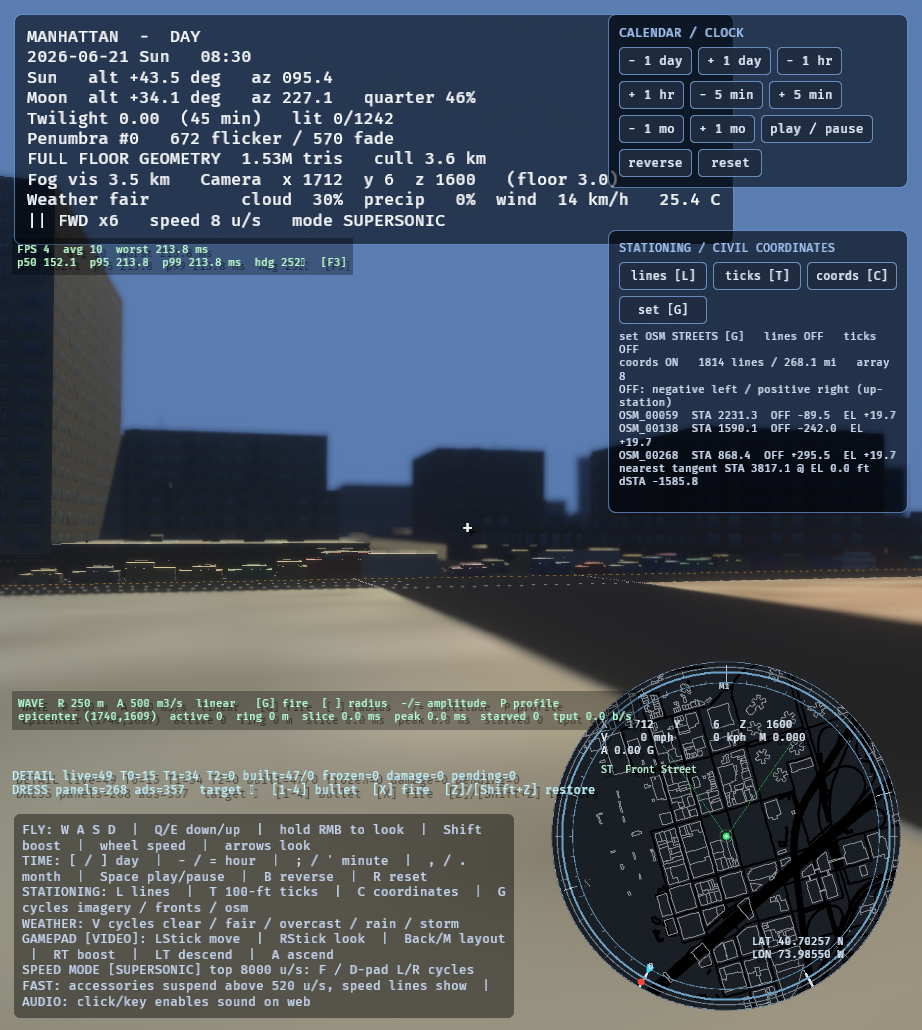 MANHATTAN - DAY
2026-06-21 Sun 08:30
Sun alt +43.5 deg az 095.4
Moon alt +34.1 deg az 227.1 quarter 46%
Twilight 0.00 (45 min) lit 0/1242
Penumbra #0 672 flicker / 570 fade
FULL FLOOR GEOMETRY 1.53M tris cull 3.6 km
Fog vis 3.5 km Camera x 1712 y 6 z 1600 (floor 3.0)
Weather fair cloud 30% precip 0% wind 14 km/h 25.4 C
|| FWD x6 speed 8 u/s mode SUPERSONIC
FPS 4 avg 10 worst 213.8 ms
p50 152.1 p95 213.8 p99 213.8 ms hdg 252 [F3]
CALENDAR / CLOCK
- 1 day + 1 day - 1 hr
+ 1 hr - 5 min + 5 min
- 1 mo + 1 mo play / pause
reverse reset
STATIONING / CIVIL COORDINATES
lines [L] ticks [T] coords [C]
set [G]
set OSM STREETS [G] lines OFF ticks
OFF
coords ON 1814 lines / 268.1 mi array
8
OFF: negative left / positive right (up-
station)
OSM_00059 STA 2231.3 OFF -89.5 EL +19.7
OSM_00138 STA 1590.1 OFF -242.0 EL
+19.7
OSM_00268 STA 868.4 OFF +295.5 EL +19.7
nearest tangent STA 3817.1 @ EL 0.0 ft
dSTA -1585.8
WAVE R 250 m A 500 m3/s linear [G] fire [ ] radius -/= amplitude P profile
epicenter (1740,1609) active 0 ring 0 m slice 0.0 ms peak 0.0 ms starved 0 tput 0.0 b/s
DETAIL live=49 T0=15 T1=34 T2=0 built=47/0 frozen=0 damage=0 pending=0
DRESS panels=268 ads=357 target [1-4] bullet [X] fire [Z]/[Shift+Z] restore
FLY: W A S D | Q/E down/up | hold RMB to look | Shift
boost | wheel speed | arrows look
TIME: [ / ] day | - / = hour | ; / ' minute | , / .
month | Space play/pause | B reverse | R reset
STATIONING: L lines | T 100-ft ticks | C coordinates | G
cycles imagery / fronts / osm
WEATHER: V cycles clear / fair / overcast / rain / storm
GAMEPAD [VIDEO]: LStick move | RStick look | Back/M layout
| RT boost | LT descend | A ascend
SPEED MODE [SUPERSONIC] top 8000 u/s: F / D-pad L/R cycles
FAST: accessories suspend above 520 u/s, speed lines show |
AUDIO: click/key enables sound on web
X 1712 Y 6 Z 1600
V 0 mph 0 kph M 0.000
A 0.00 G
ST Front Street
LAT 40.70257 N
LON 73.98550 W